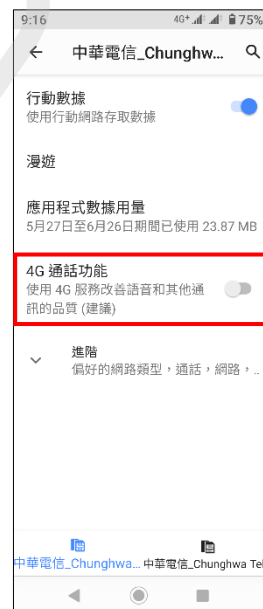 9:16 4G+ 75%
中華電信_Chunghw...
行動數據
使用行動網路存取數據
漫遊
應用程式數據用量
5月27日至6月26日期間已使用 23.87 MB
4G 通話功能
使用 4G 服務改善語音和其他通
訊的品質 (建議)
進階
偏好的網路類型，通話，網路，..
中華電信_Chunghwa... 中華電信_Chunghwa Tel